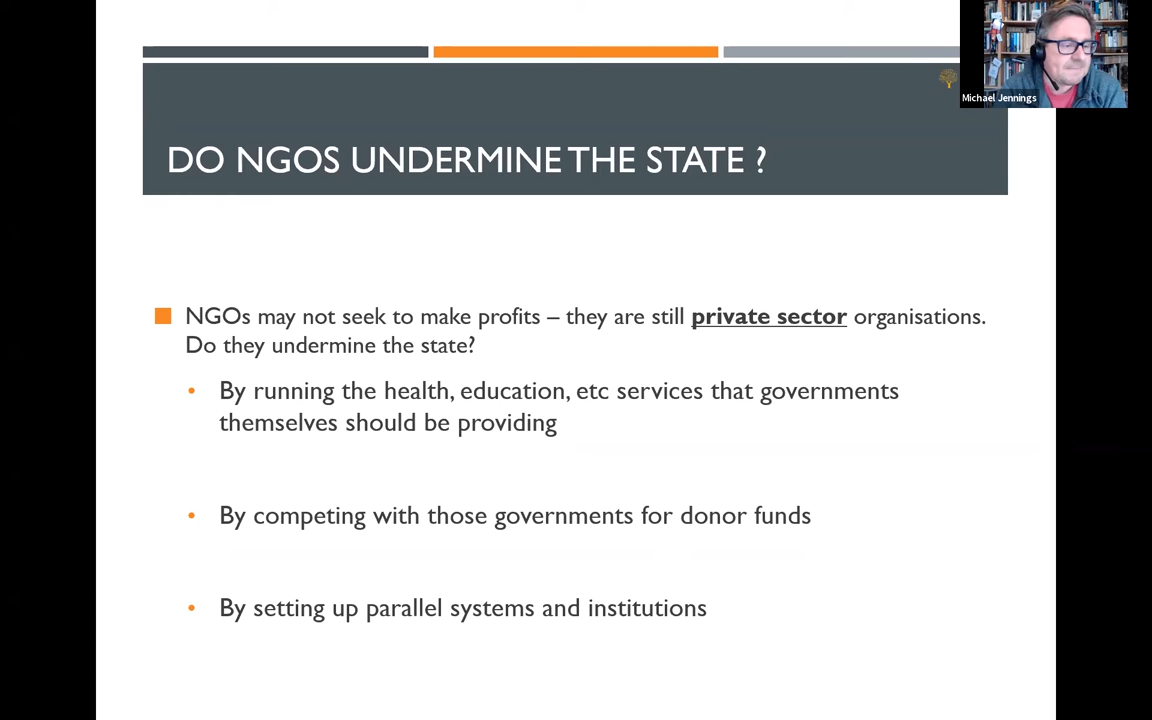 Michael Jennings
DO NGOS UNDERMINE THE STATE ?
NGOs may not seek to make profits – they are still private sector organisations.
Do they undermine the state?
• By running the health, education, etc services that governments
themselves should be providing
• By competing with those governments for donor funds
• By setting up parallel systems and institutions